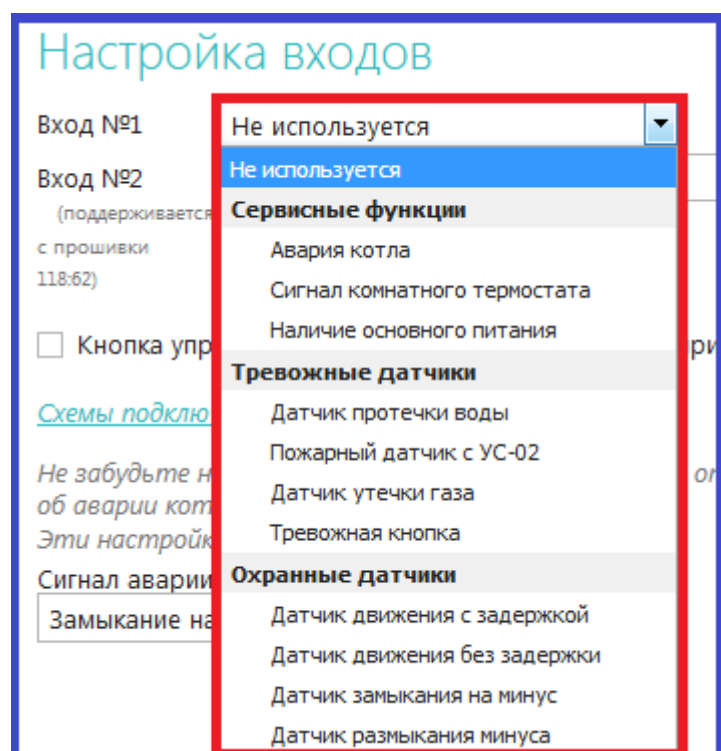 Настройка входов
Вход №1
Не используется
Вход №2
(поддерживается
с прошивки
118:62)
Не используется
Сервисные функции
Авария котла
Сигнал комнатного термостата
Наличие основного питания
Тревожные датчики
Датчик протечки воды
Пожарный датчик с УС-02
Датчик утечки газа
Тревожная кнопка
Охранные датчики
Датчик движения с задержкой
Датчик движения без задержки
Датчик замыкания на минус
Датчик размыкания минуса
Кнопка упр
Схемы подклю
Не забудьте н
об аварии кот
Эти настройк
Сигнал аварии
Замыкание на